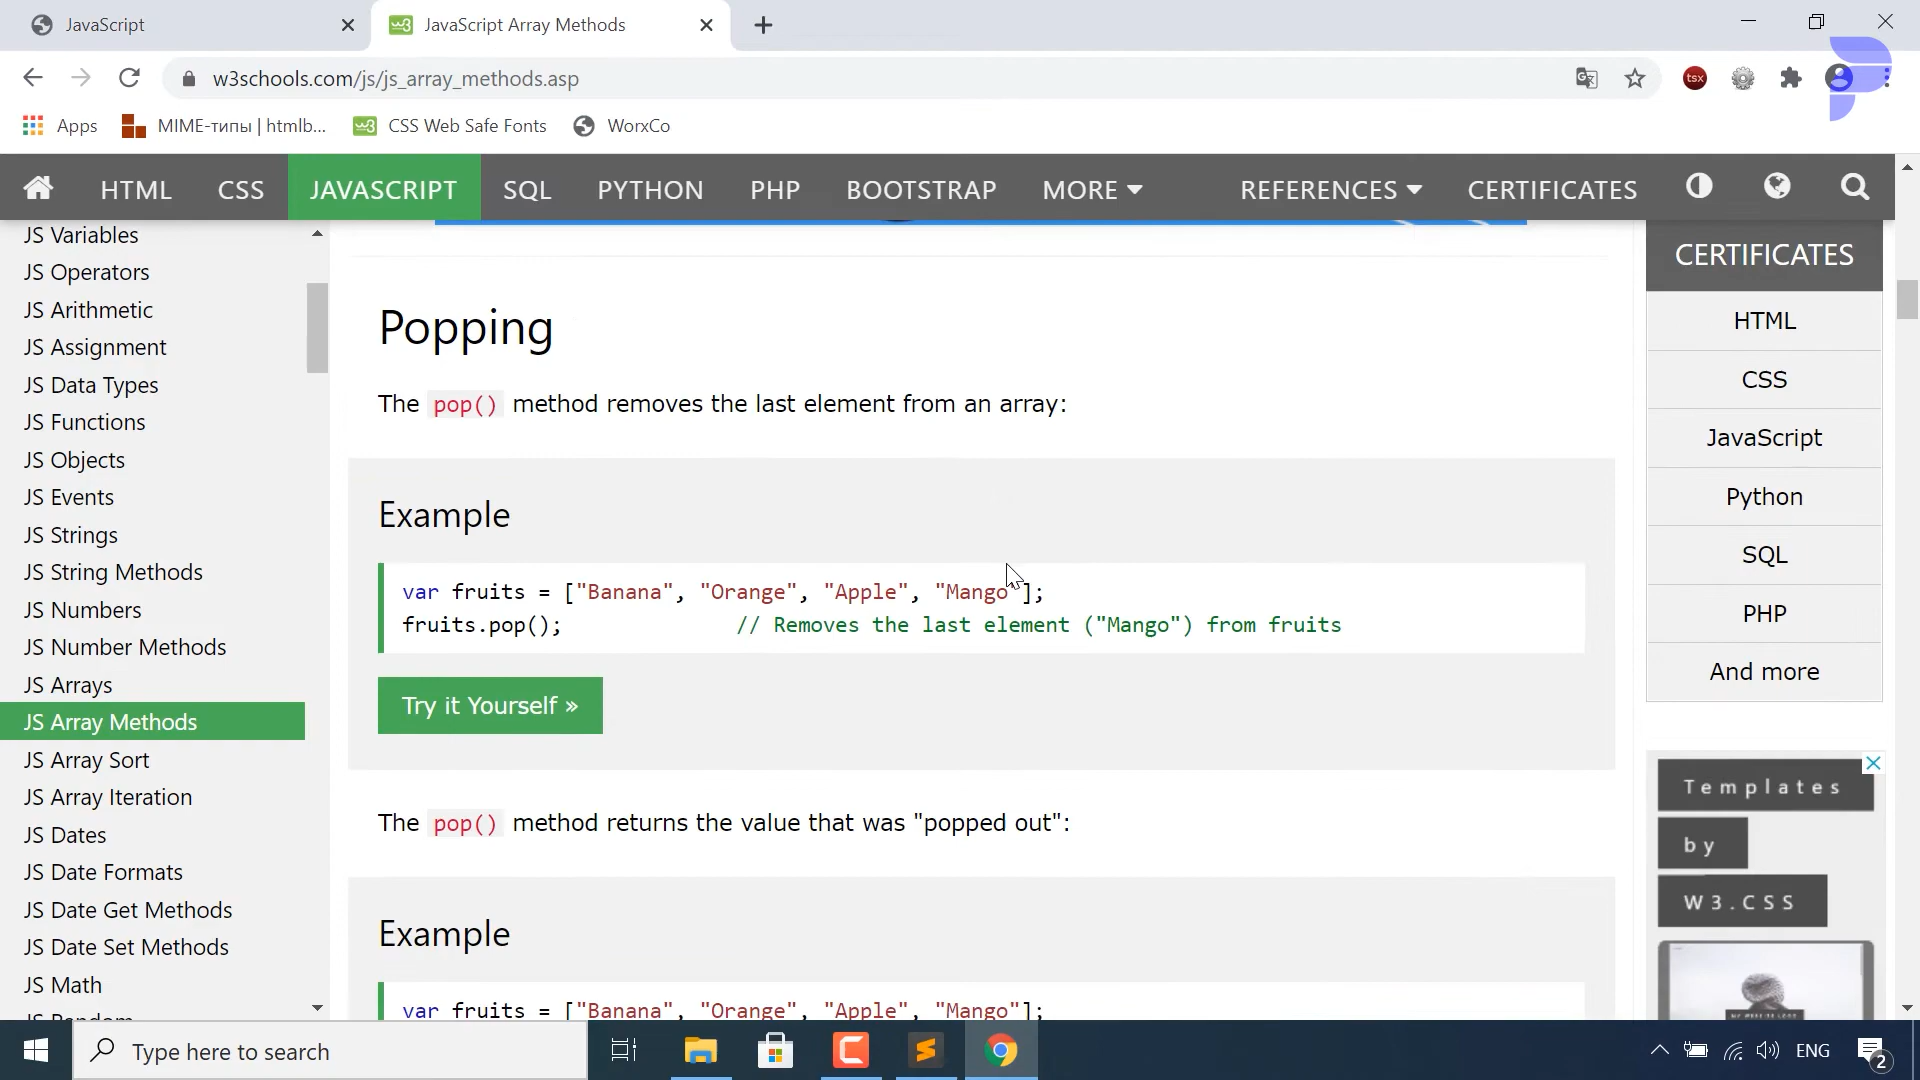 JavaScript
JavaScript Array Methods
w3schools.com/js/js_array_methods.asp
tsx
Apps
MIME-типы | htmlb...
CSS Web Safe Fonts
WorxCo
HTML
CSS
JAVASCRIPT
SQL
PYTHON
PHP
BOOTSTRAP
MORE
REFERENCES
CERTIFICATES
JS Variables
JS Operators
JS Arithmetic
JS Assignment
JS Data Types
JS Functions
JS Objects
JS Events
JS Strings
JS String Methods
JS Numbers
JS Number Methods
JS Arrays
JS Array Methods
JS Array Sort
JS Array Iteration
JS Dates
JS Date Formats
JS Date Get Methods
JS Date Set Methods
JS Math
JS Random
Popping
The pop() method removes the last element from an array:
Example
var fruits = ["Banana", "Orange", "Apple", "Mango"];
fruits.pop(); // Removes the last element ("Mango") from fruits
Try it Yourself »
The pop() method returns the value that was "popped out":
Example
var fruits = ["Banana", "Orange", "Apple", "Mango"];
CERTIFICATES
HTML
CSS
JavaScript
Python
SQL
PHP
And more
Templates
by
W3.CSS
Type here to search
ENG
2